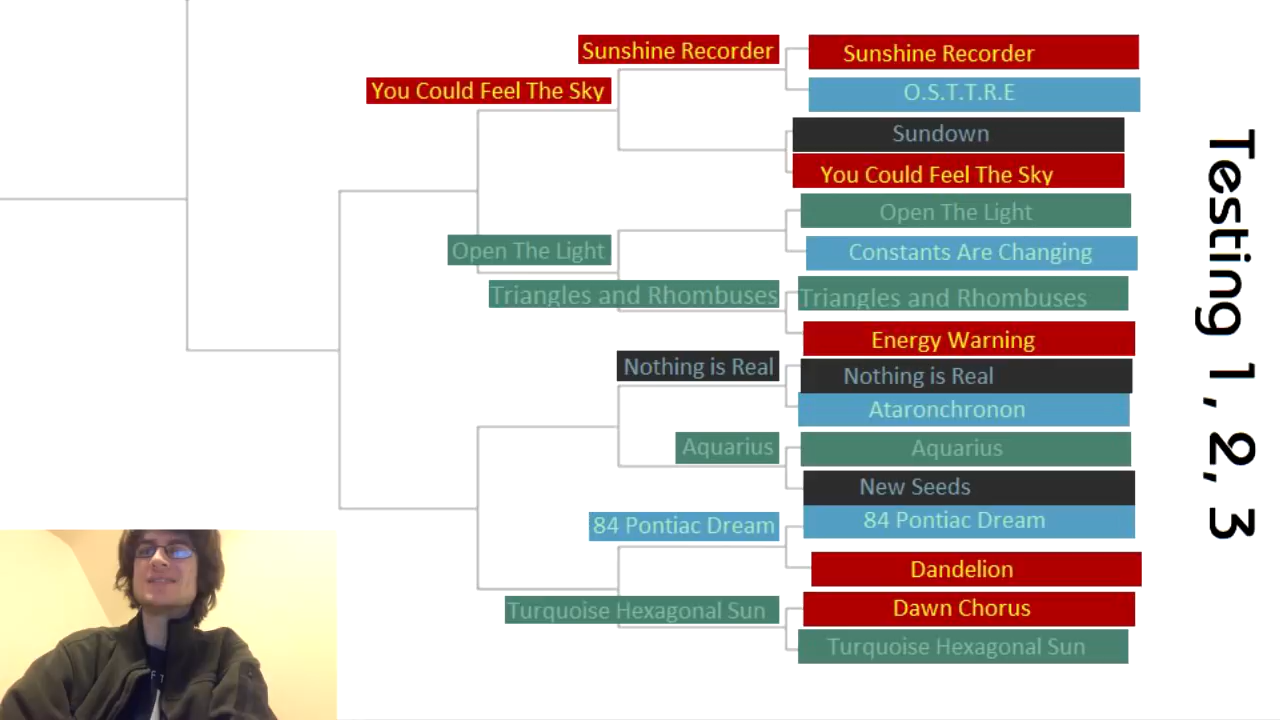 Sunshine Recorder
Sunshine Recorder
You Could Feel The Sky
O.S.T.T.R.E
Sundown
You Could Feel The Sky
Open The Light
Open The Light
Constants Are Changing
Triangles and Rhombuses
Triangles and Rhombuses
Energy Warning
Nothing is Real
Nothing is Real
Ataronchronon
Aquarius
Aquarius
New Seeds
84 Pontiac Dream
84 Pontiac Dream
Dandelion
Turquoise Hexagonal Sun
Dawn Chorus
Turquoise Hexagonal Sun
Testing 1, 2, 3